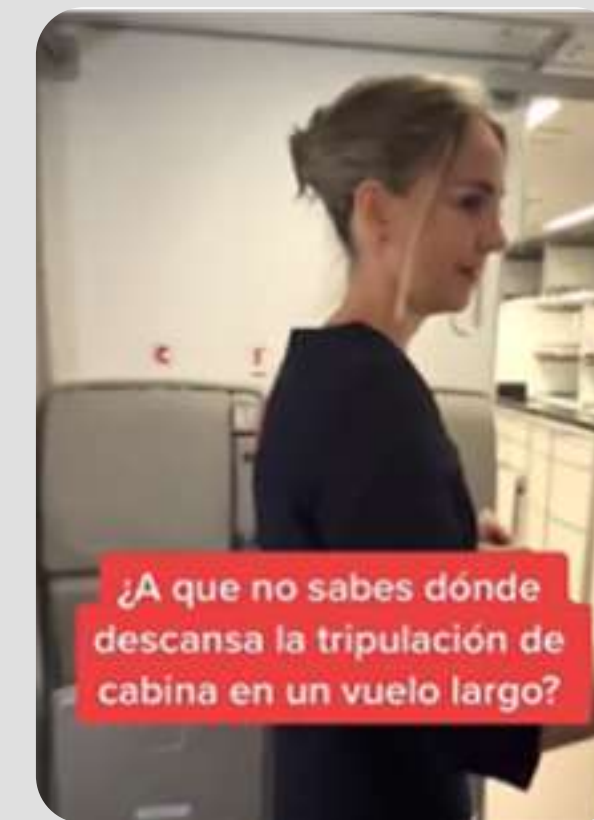 ¿A que no sabes dónde
descansa la tripulación de
cabina en un vuelo largo?